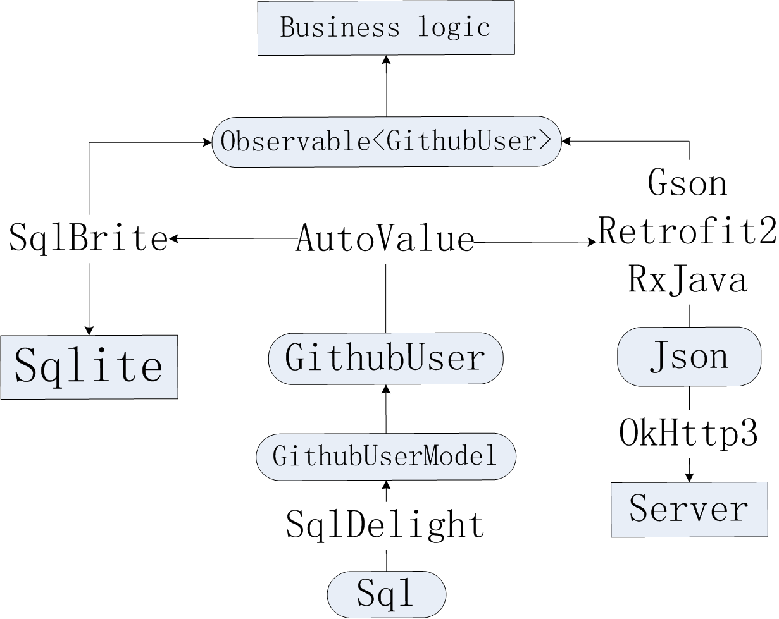 Business logic
Observable<GithubUser>
Gson
SqlBrite
AutoValue
Retrofit2
RxJava
Sqlite
GithubUser
Json
OkHttp3
GithubUserModel
Server
SqlDelight
Sql